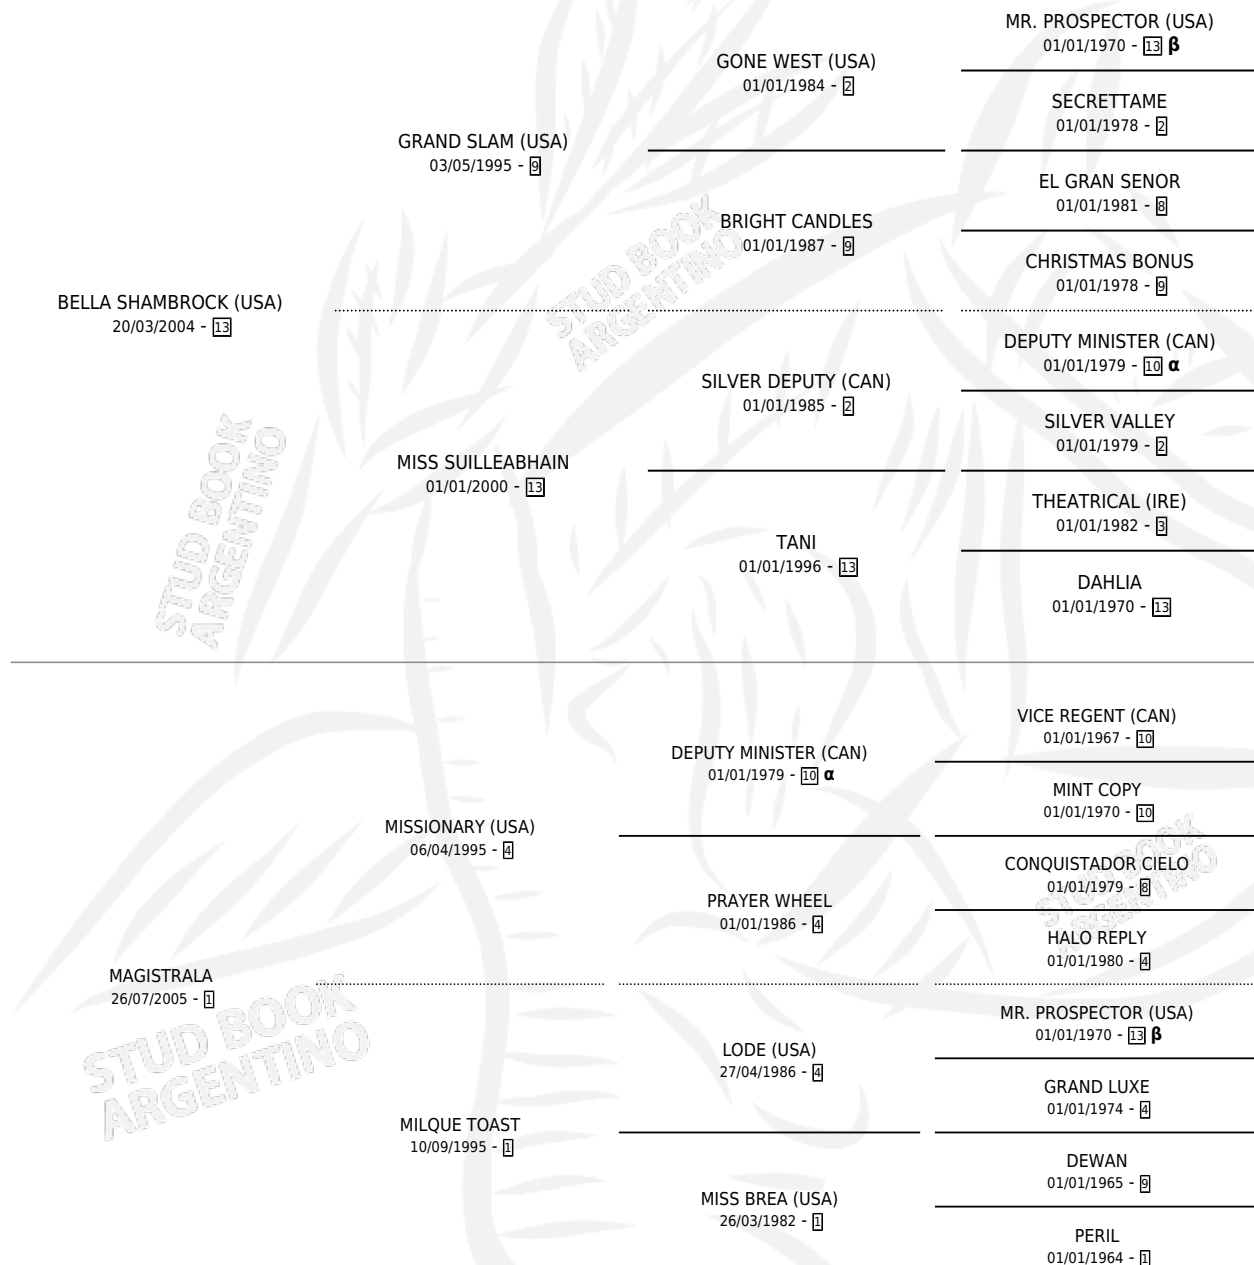 MR. PROSPECTOR (USA)
01/01/1970 - 13 β
GONE WEST (USA)
01/01/1984 - 2
SECRETTAME
01/01/1978 - 2
GRAND SLAM (USA)
03/05/1995 - 9
EL GRAN SENOR
01/01/1981 - 8
BRIGHT CANDLES
01/01/1987 - 9
CHRISTMAS BONUS
01/01/1978 - 9
BELLA SHAMBROCK (USA)
20/03/2004 - 13
STUD BOOK
ARGENTINO
DEPUTY MINISTER (CAN)
01/01/1979 - 10 α
SILVER DEPUTY (CAN)
01/01/1985 - 2
SILVER VALLEY
01/01/1979 - 2
MISS SUILLEABHAIN
01/01/2000 - 13
THEATRICAL (IRE)
01/01/1982 - 3
TANI
01/01/1996 - 13
DAHLIA
01/01/1970 - 13
STUD BOOK
ARGENTINO
VICE REGENT (CAN)
01/01/1967 - 10
DEPUTY MINISTER (CAN)
01/01/1979 - 10 α
MINT COPY
01/01/1970 - 10
MISSIONARY (USA)
06/04/1995 - 4
CONQUISTADOR CIELO
01/01/1979 - 8
PRAYER WHEEL
01/01/1986 - 4
HALO REPLY
01/01/1980 - 4
STUD BOOK
ARGENTINO
MAGISTRALA
26/07/2005 - 1
MR. PROSPECTOR (USA)
01/01/1970 - 13 β
LODE (USA)
27/04/1986 - 4
GRAND LUXE
01/01/1974 - 4
MILQUE TOAST
10/09/1995 - 1
DEWAN
01/01/1965 - 9
MISS BREA (USA)
26/03/1982 - 1
PERIL
01/01/1964 - 1
STUD BOOK
ARGENTINO